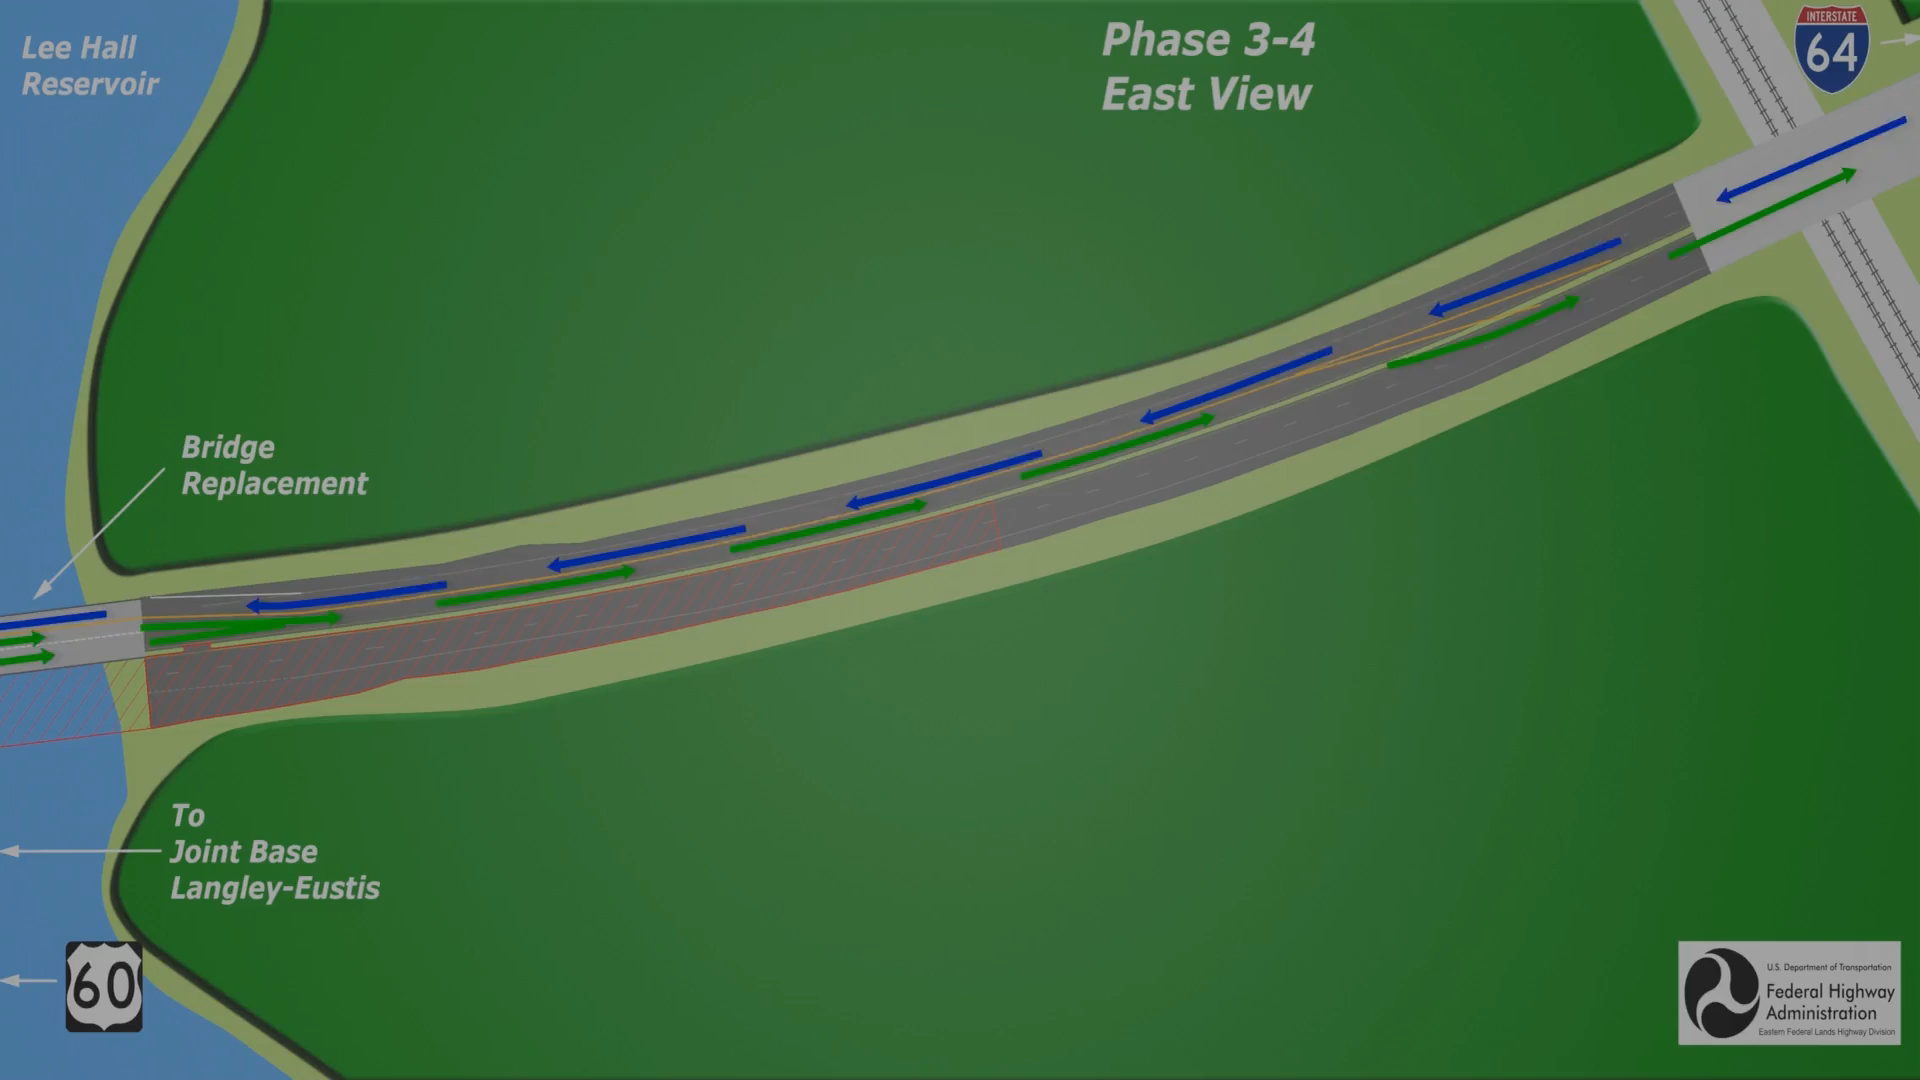 Lee Hall
Reservoir
Phase 3-4
East View
INTERSTATE
64
Bridge
Replacement
To
Joint Base
Langley-Eustis
60
U.S. Department of Transportation
Federal Highway
Administration
Eastern Federal Lands Highway Division